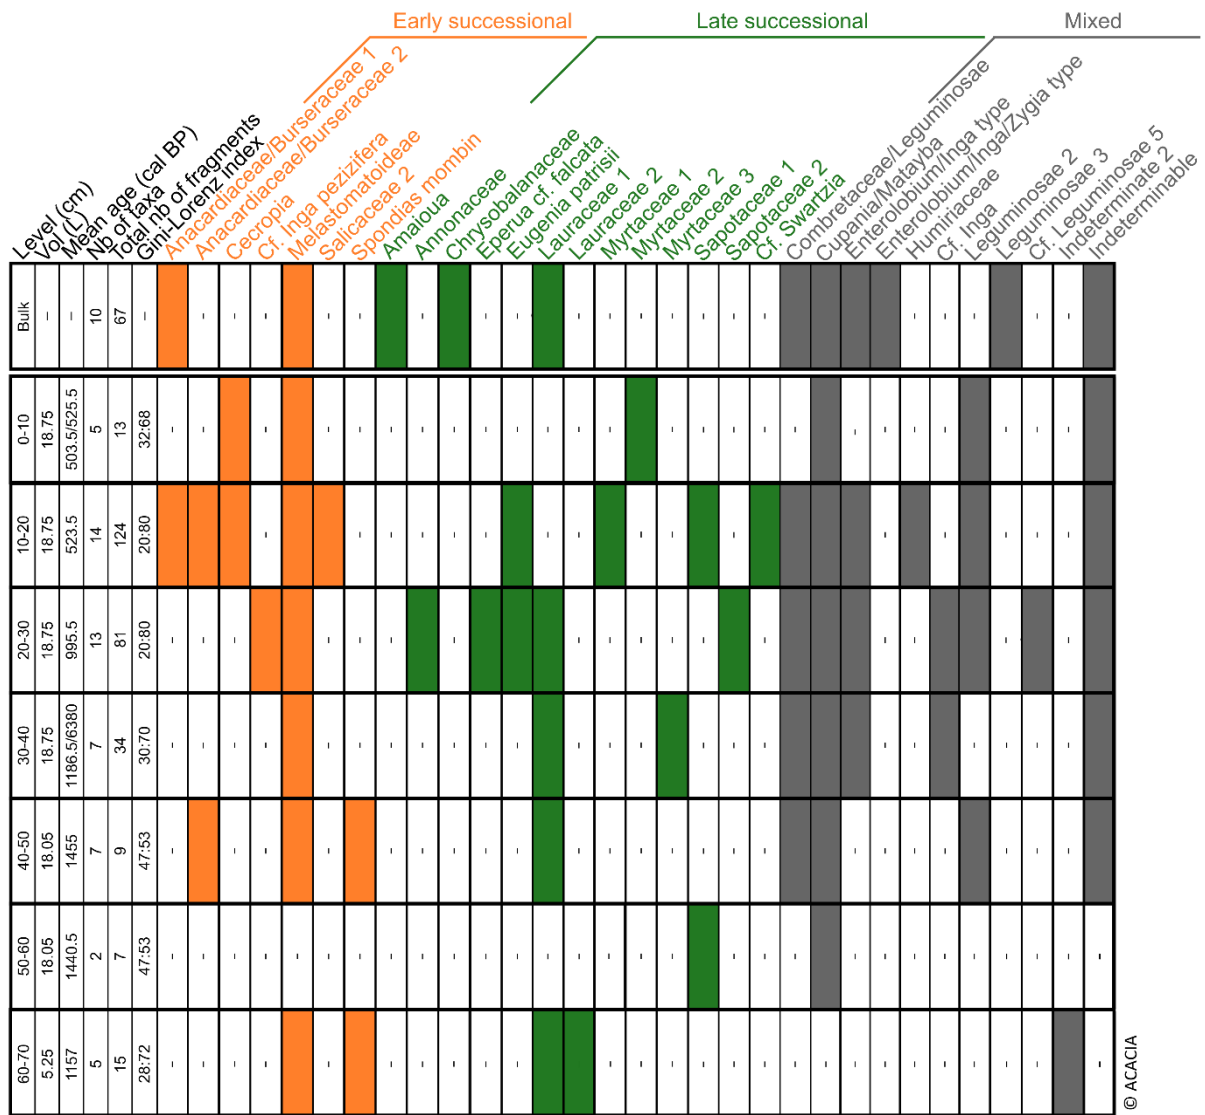 Early successional
Late successional
Mixed
Level (cm)
Vol (L)
Mean age (cal BP)
Nb of taxa
Total nb of fragments
Gini-Lorenz index
Anacardiaceae/Burseraceae 1
Anacardiaceae/Burseraceae 2
Cecropia
Cf. Inga pezizifera
Melastomatoideae
Salicaceae 2
Spondias mombin
Amaioua
Annonaceae
Chrysobalanaceae
Eperua cf. falcata
Eugenia patrisii
Lauraceae 1
Lauraceae 2
Myrtaceae 1
Myrtaceae 2
Myrtaceae 3
Sapotaceae 1
Sapotaceae 2
Cf. Swartzia
Combretaceae/Leguminosae
Cupania/Matayba
Enterolobium/Inga type
Enterolobium/Inga/Zygia type
Humiriaceae
Cf. Inga
Leguminosae 2
Leguminosae 3
Cf. Leguminosae 5
Indeterminate 2
Indeterminable
Bulk – – 10 67 – - - - - - - - - - - - - - - - - - - - -
0-10 18.75 503.5/525.5 5 13 32:68 - - - - - - - - - - - - - - - - - - - - - - - - - -
10-20 18.75 523.5 14 124 20:80 - - - - - - - - - - - - - - - - -
20-30 18.75 995.5 13 81 20:80 - - - - - - - - - - - - - - - - - -
30-40 18.75 1186.5/6380 7 34 30:70 - - - - - - - - - - - - - - - - - - - - - - -
40-50 18.05 1455 7 9 47:53 - - - - - - - - - - - - - - - - - - - - - - -
50-60 18.05 1440.5 2 7 47:53 - - - - - - - - - - - - - - - - - - - - - - - - - - - - -
60-70 5.25 1157 5 15 28:72 - - - - - - - - - - - - - - - - - - - - - - - - - -
© ACACIA